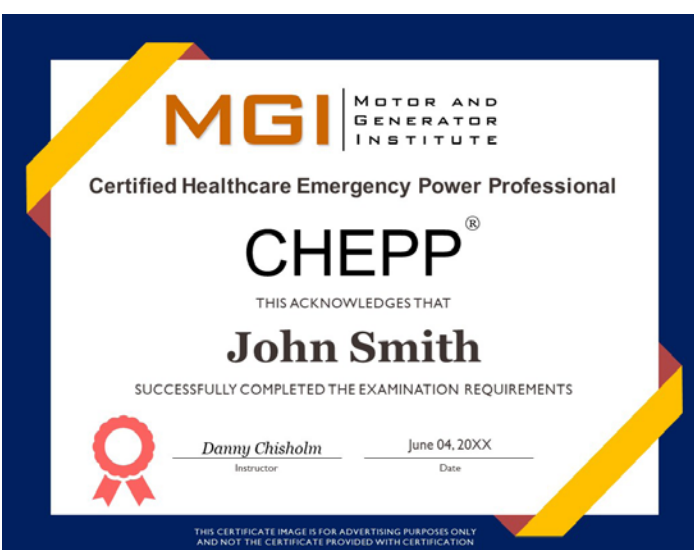 MGI
MOTOR AND
GENERATOR
INSTITUTE
Certified Healthcare Emergency Power Professional
CHEPP®
THIS ACKNOWLEDGES THAT
John Smith
SUCCESSFULLY COMPLETED THE EXAMINATION REQUIREMENTS
Danny Chisholm
June 04, 20XX
Instructor
Date
THIS CERTIFICATE IMAGE IS FOR ADVERTISING PURPOSES ONLY
AND NOT THE CERTIFICATE PROVIDED WITH CERTIFICATION